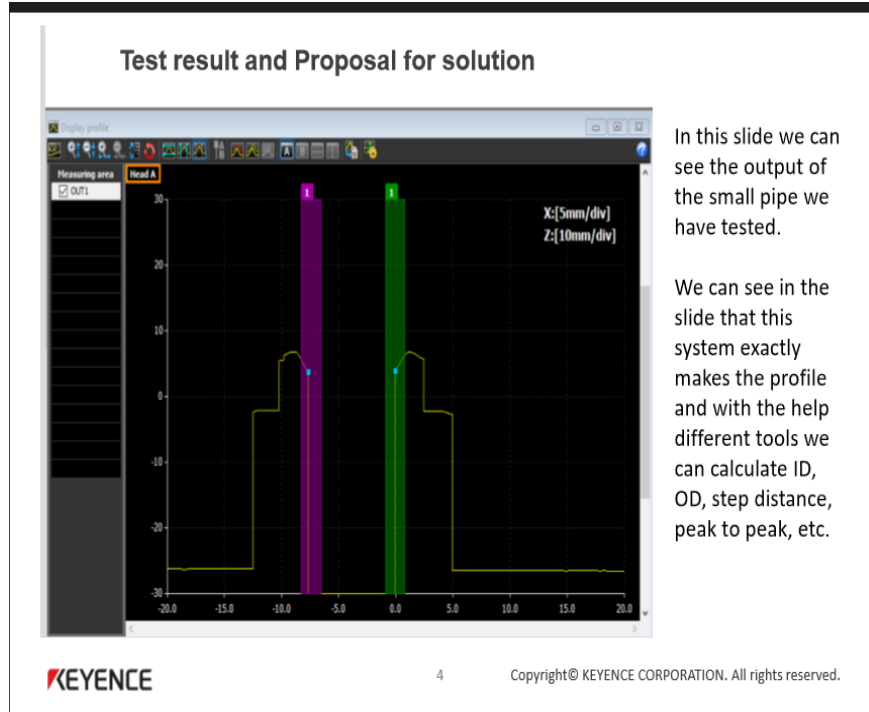 Test result and Proposal for solution
Display profile
Measuring area
OUT1
Head A
1
1
X:[5mm/div]
Z:[10mm/div]
30
20
10
0
-10
-20
-30
-20.0
-15.0
-10.0
-5.0
0.0
5.0
10.0
15.0
20.0
In this slide we can
see the output of
the small pipe we
have tested.
We can see in the
slide that this
system exactly
makes the profile
and with the help
different tools we
can calculate ID,
OD, step distance,
peak to peak, etc.
KEYENCE
4
Copyright© KEYENCE CORPORATION. All rights reserved.